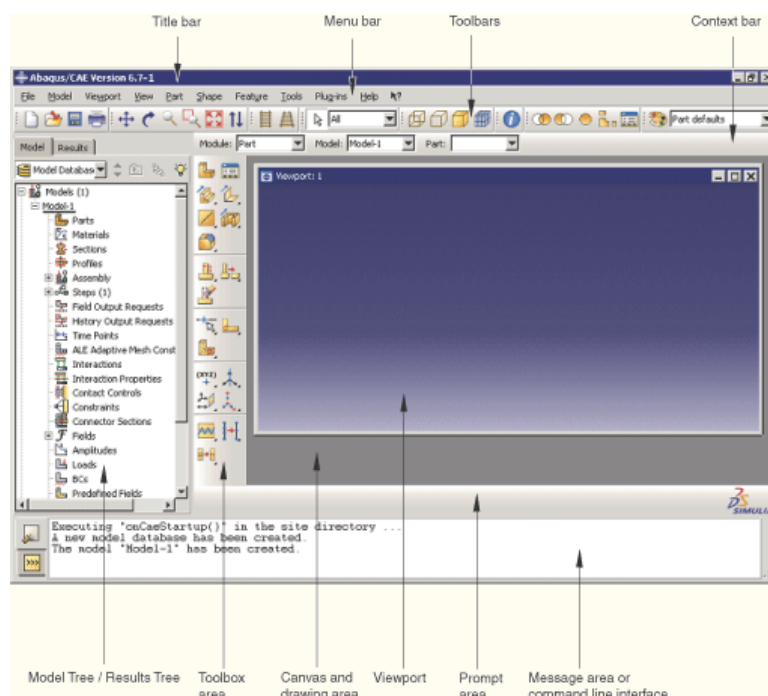 Title bar
Menu bar
Toolbars
Context bar
Abaqus/CAE Version 6.7-1
File Model Viewport View Part Shape Feature Tools Plug-ins Help
All
Part defaults
Model Results
Module: Part Model: Model-1 Part:
Model Databas
Viewport: 1
Models (1)
Model-1
Parts
Materials
Sections
Profiles
Assembly
Steps (1)
Field Output Requests
History Output Requests
Time Points
ALE Adaptive Mesh Const
Interactions
Interaction Properties
Contact Controls
Constraints
Connector Sections
Fields
Amplitudes
Loads
BCs
Predefined Fields
(XYZ)
SIMULIA
Executing "onCaeStartup()" in the site directory ...
A new model database has been created.
The model "Model-1" has been created.
>>>
Model Tree / Results Tree
Toolbox area
Canvas and drawing area
Viewport
Prompt area
Message area or command line interface